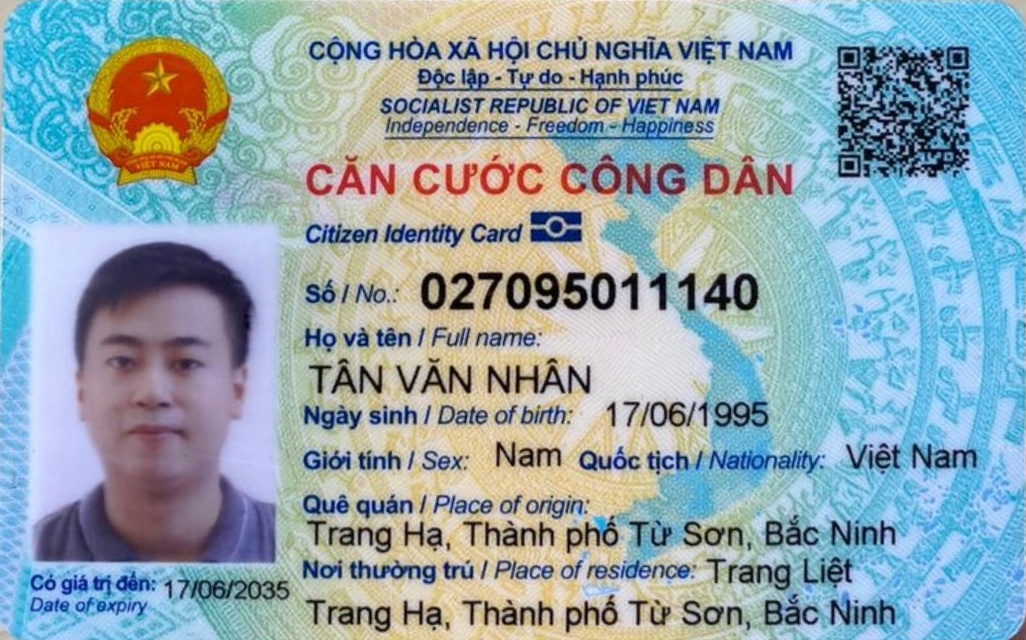 CỘNG HÒA XÃ HỘI CHỦ NGHĨA VIỆT NAM
Độc lập - Tự do - Hạnh phúc
SOCIALIST REPUBLIC OF VIET NAM
Independence - Freedom - Happiness
CĂN CƯỚC CÔNG DÂN
Citizen Identity Card
Số / No.: 027095011140
Họ và tên / Full name:
TÂN VĂN NHÂN
Ngày sinh / Date of birth: 17/06/1995
Giới tính / Sex: Nam Quốc tịch / Nationality: Việt Nam
Quê quán / Place of origin:
Trang Hạ, Thành phố Từ Sơn, Bắc Ninh
Nơi thường trú / Place of residence: Trang Liệt
Trang Hạ, Thành phố Từ Sơn, Bắc Ninh
Có giá trị đến: 17/06/2035
Date of expiry
VIỆT NAM